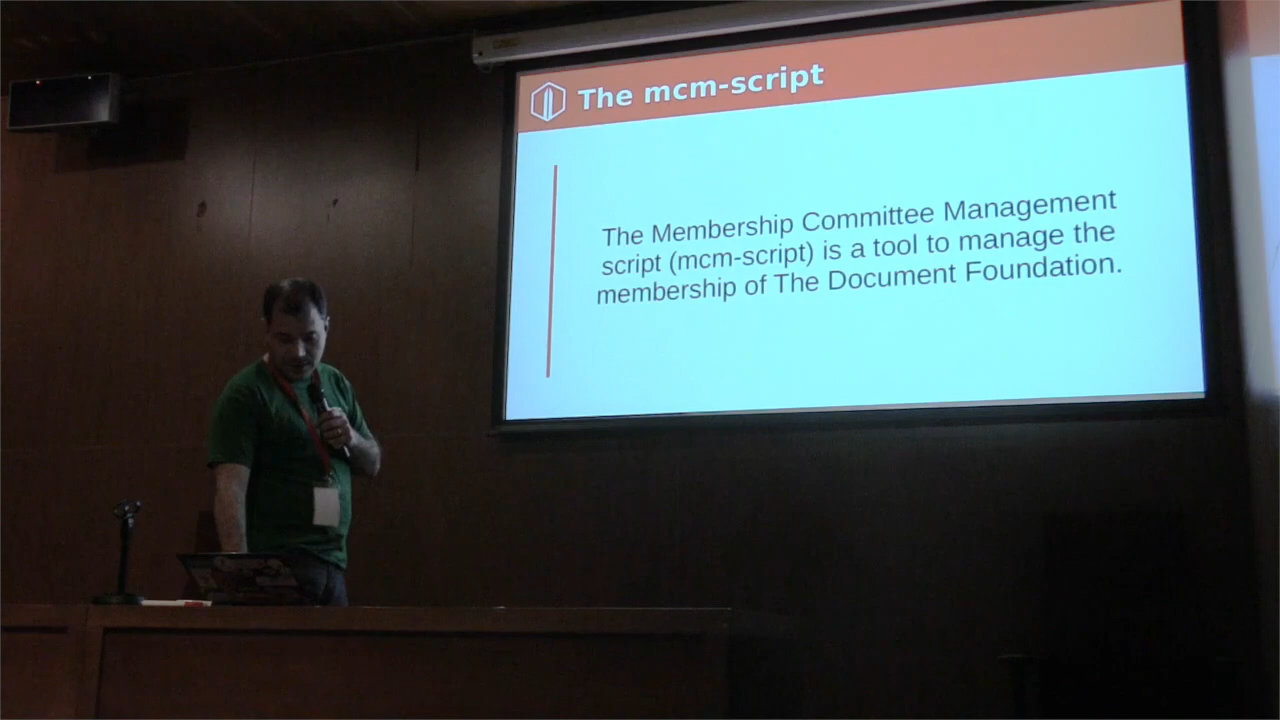 The mcm-script
The Membership Committee Management
script (mcm-script) is a tool to manage the
membership of The Document Foundation.